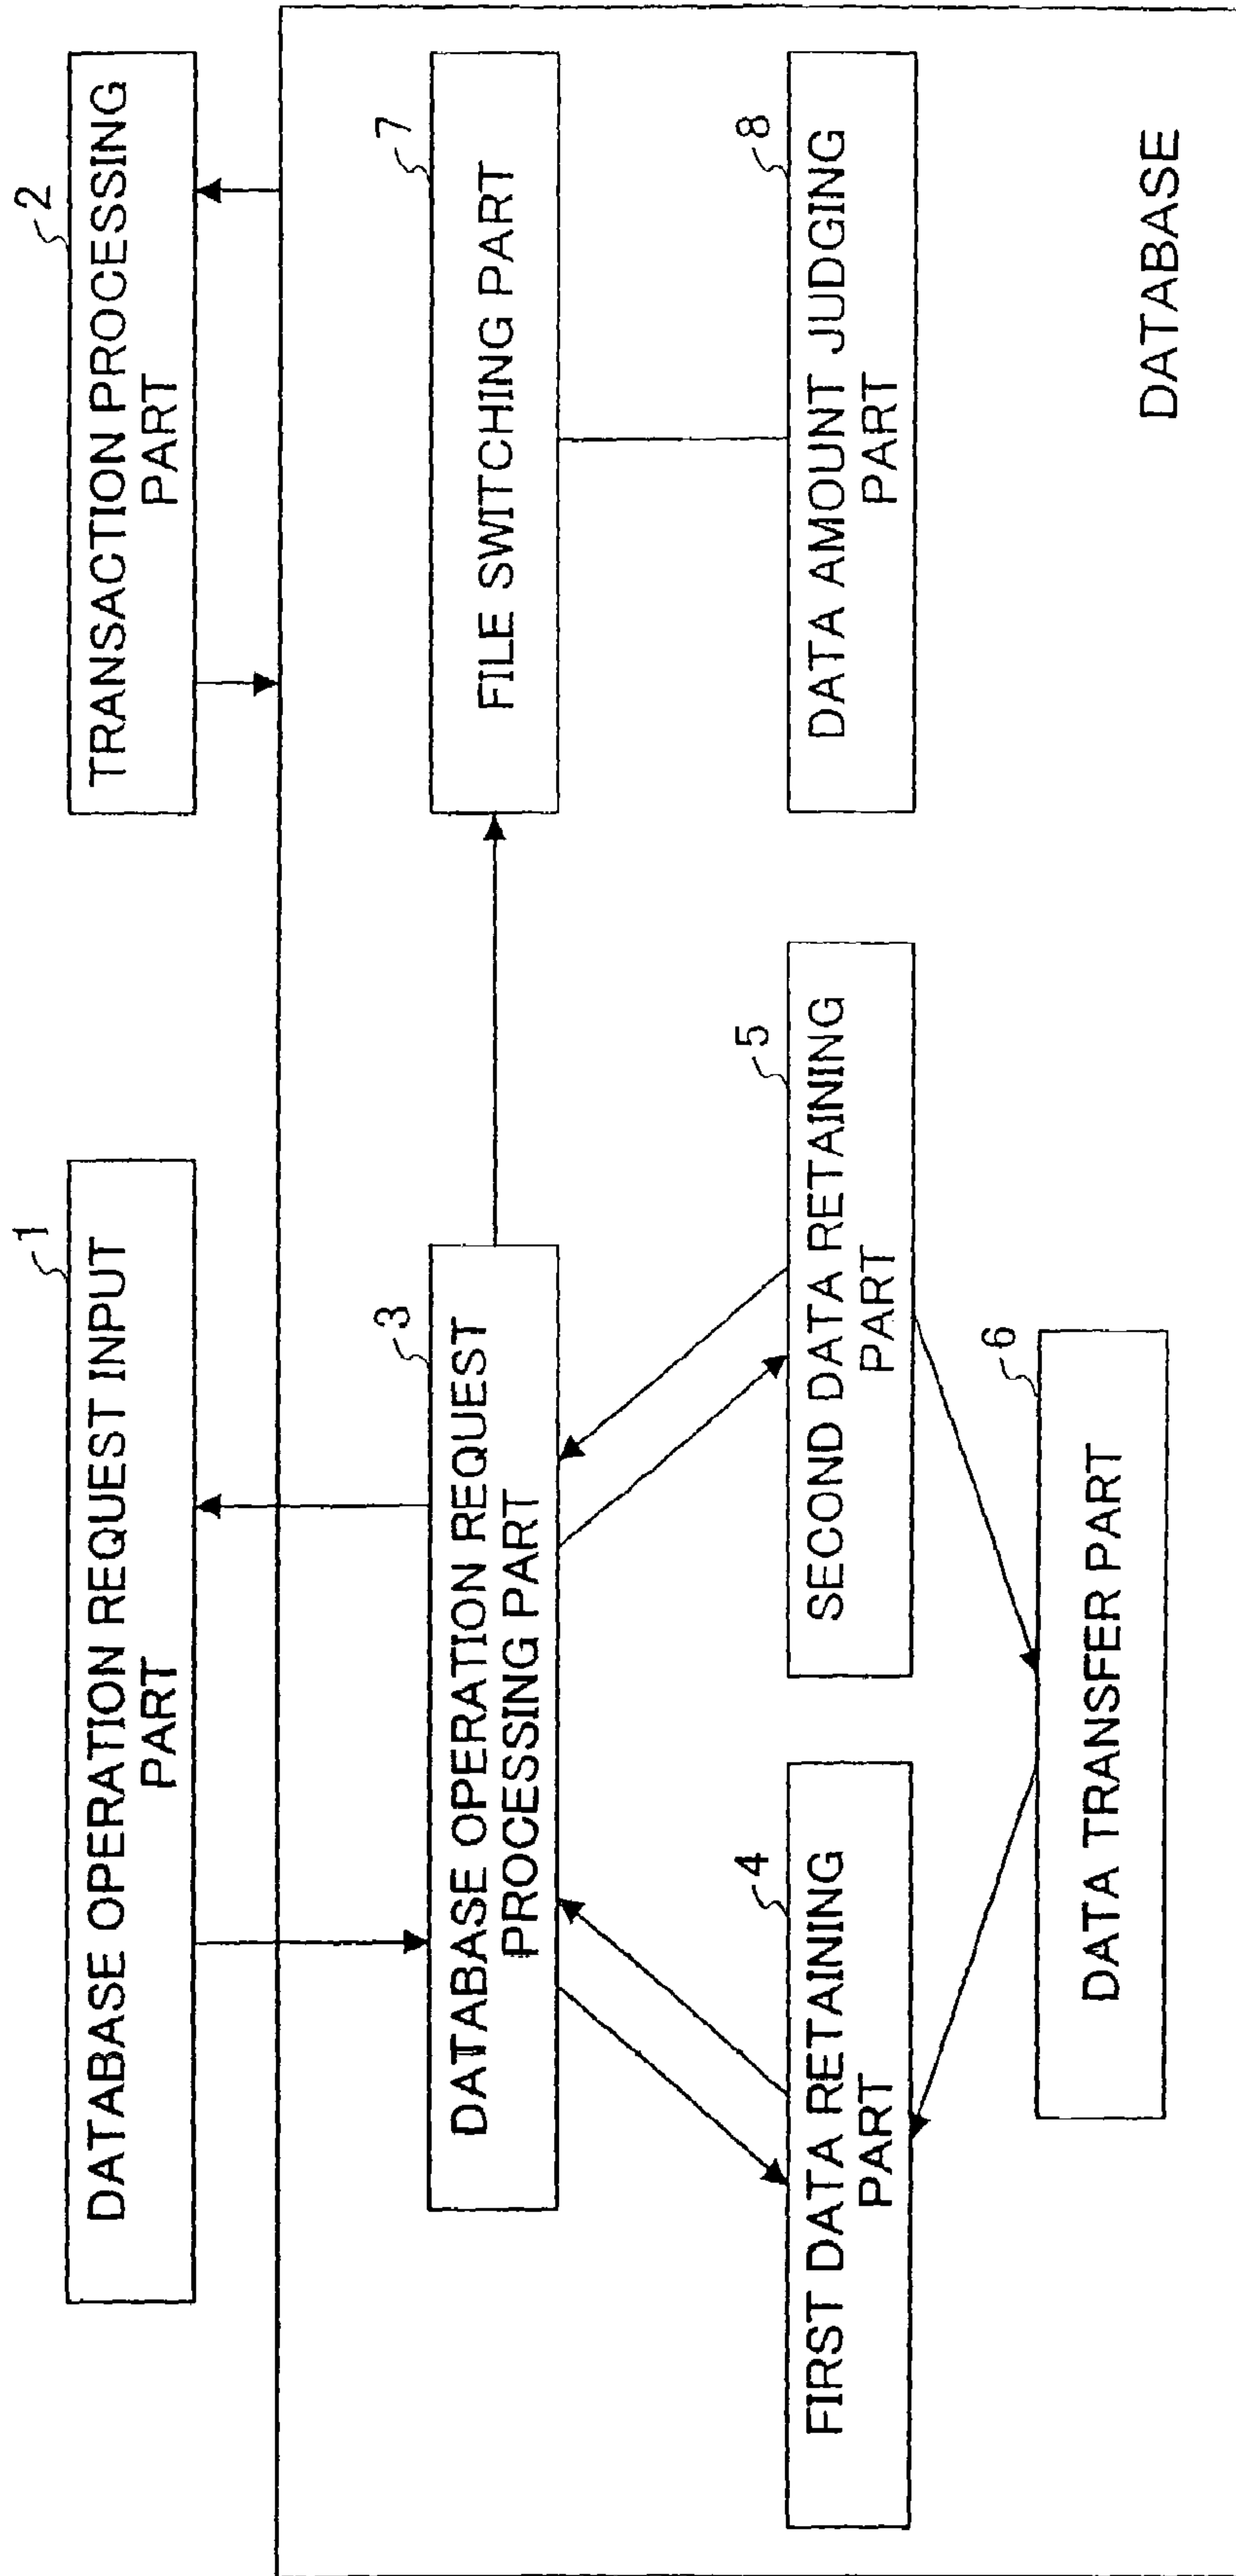 1
DATABASE OPERATION REQUEST INPUT
PART
2
TRANSACTION PROCESSING
PART
3
DATABASE OPERATION REQUEST
PROCESSING PART
7
FILE SWITCHING PART
4
FIRST DATA RETAINING
PART
5
SECOND DATA RETAINING
PART
8
DATA AMOUNT JUDGING
PART
6
DATA TRANSFER PART
DATABASE